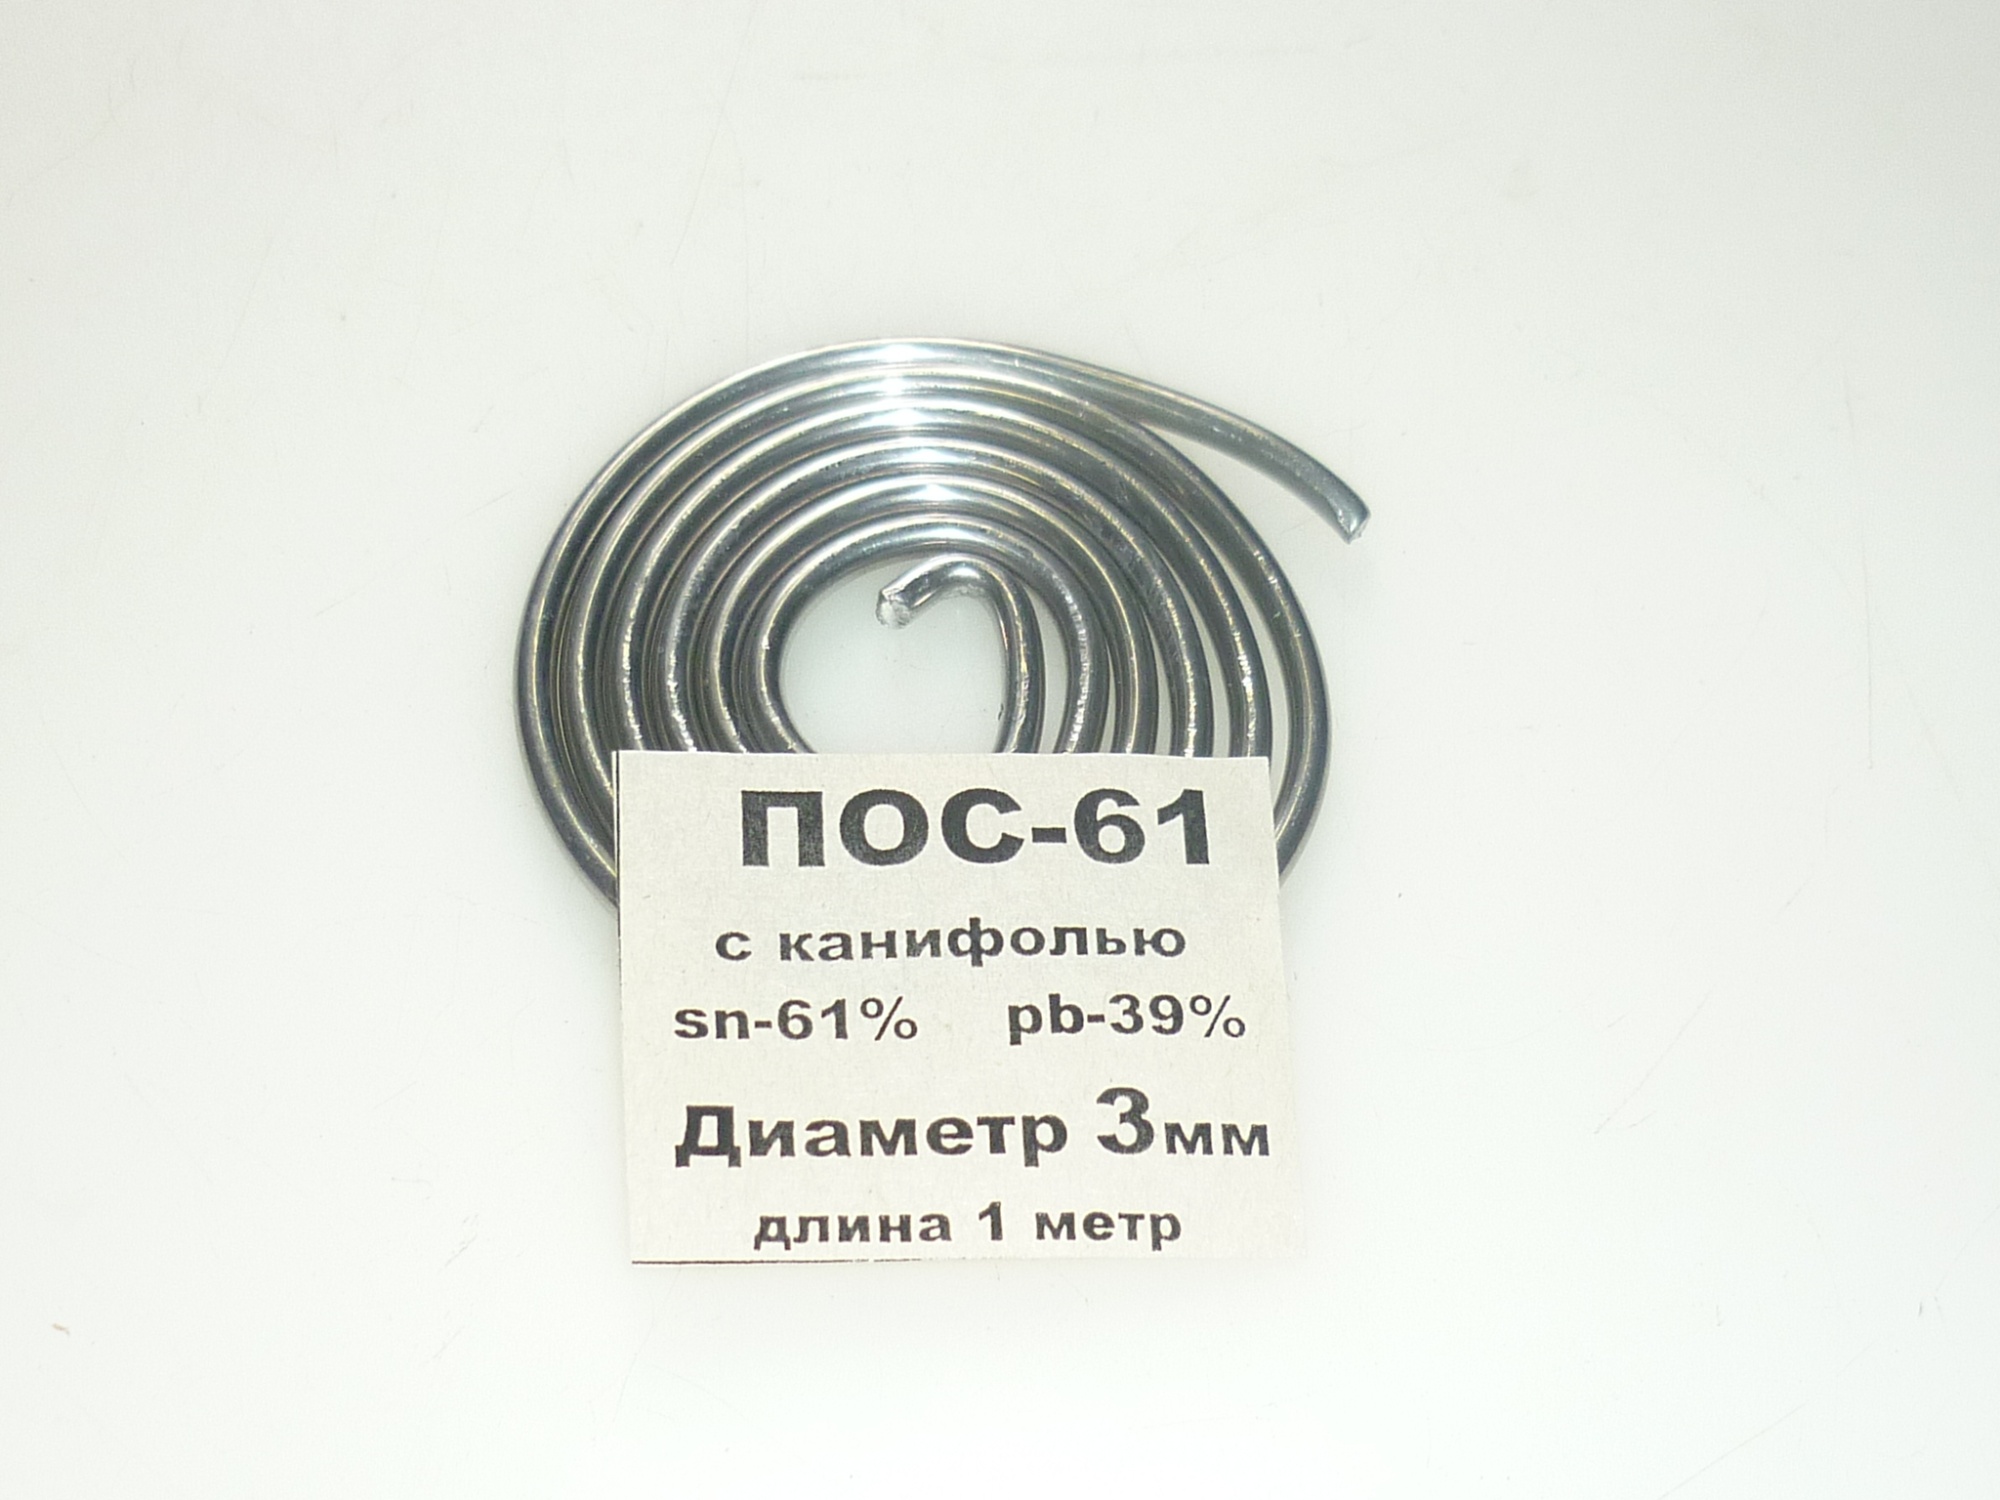 ПОС-61
с канифолью
sn-61% pb-39%
Диаметр 3мм
длина 1 метр